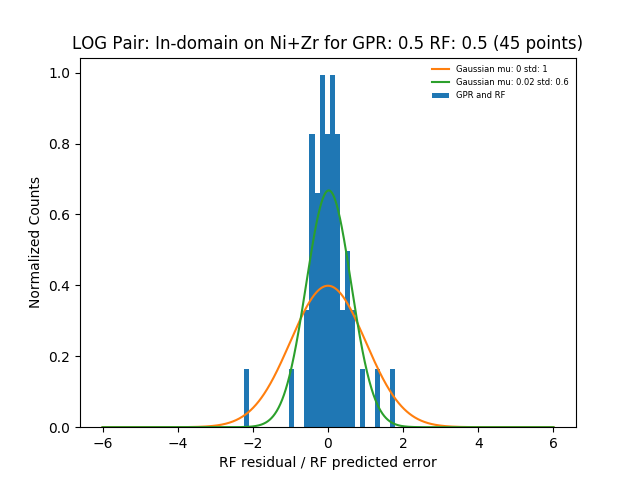 LOG Pair: In-domain on Ni+Zr for GPR: 0.5 RF: 0.5 (45 points)
Gaussian mu: 0 std: 1
Gaussian mu: 0.02 std: 0.6
GPR and RF
Normalized Counts
1.0
0.8
0.6
0.4
0.2
0.0
−6
−4
−2
0
2
4
6
RF residual / RF predicted error